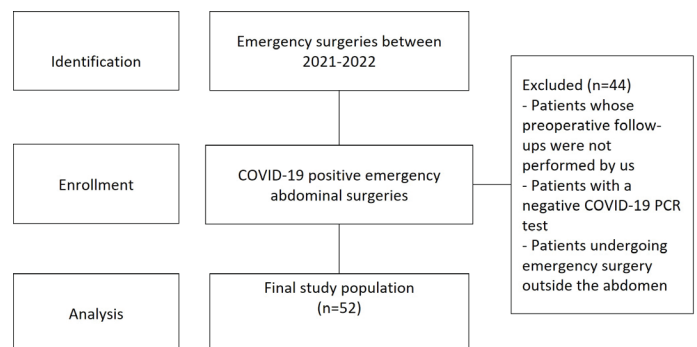 Identification
Emergency surgeries between
2021-2022
Enrollment
COVID-19 positive emergency
abdominal surgeries
Excluded (n=44)
- Patients whose
preoperative follow-
ups were not
performed by us
- Patients with a
negative COVID-19 PCR
test
- Patients undergoing
emergency surgery
outside the abdomen
Analysis
Final study population
(n=52)